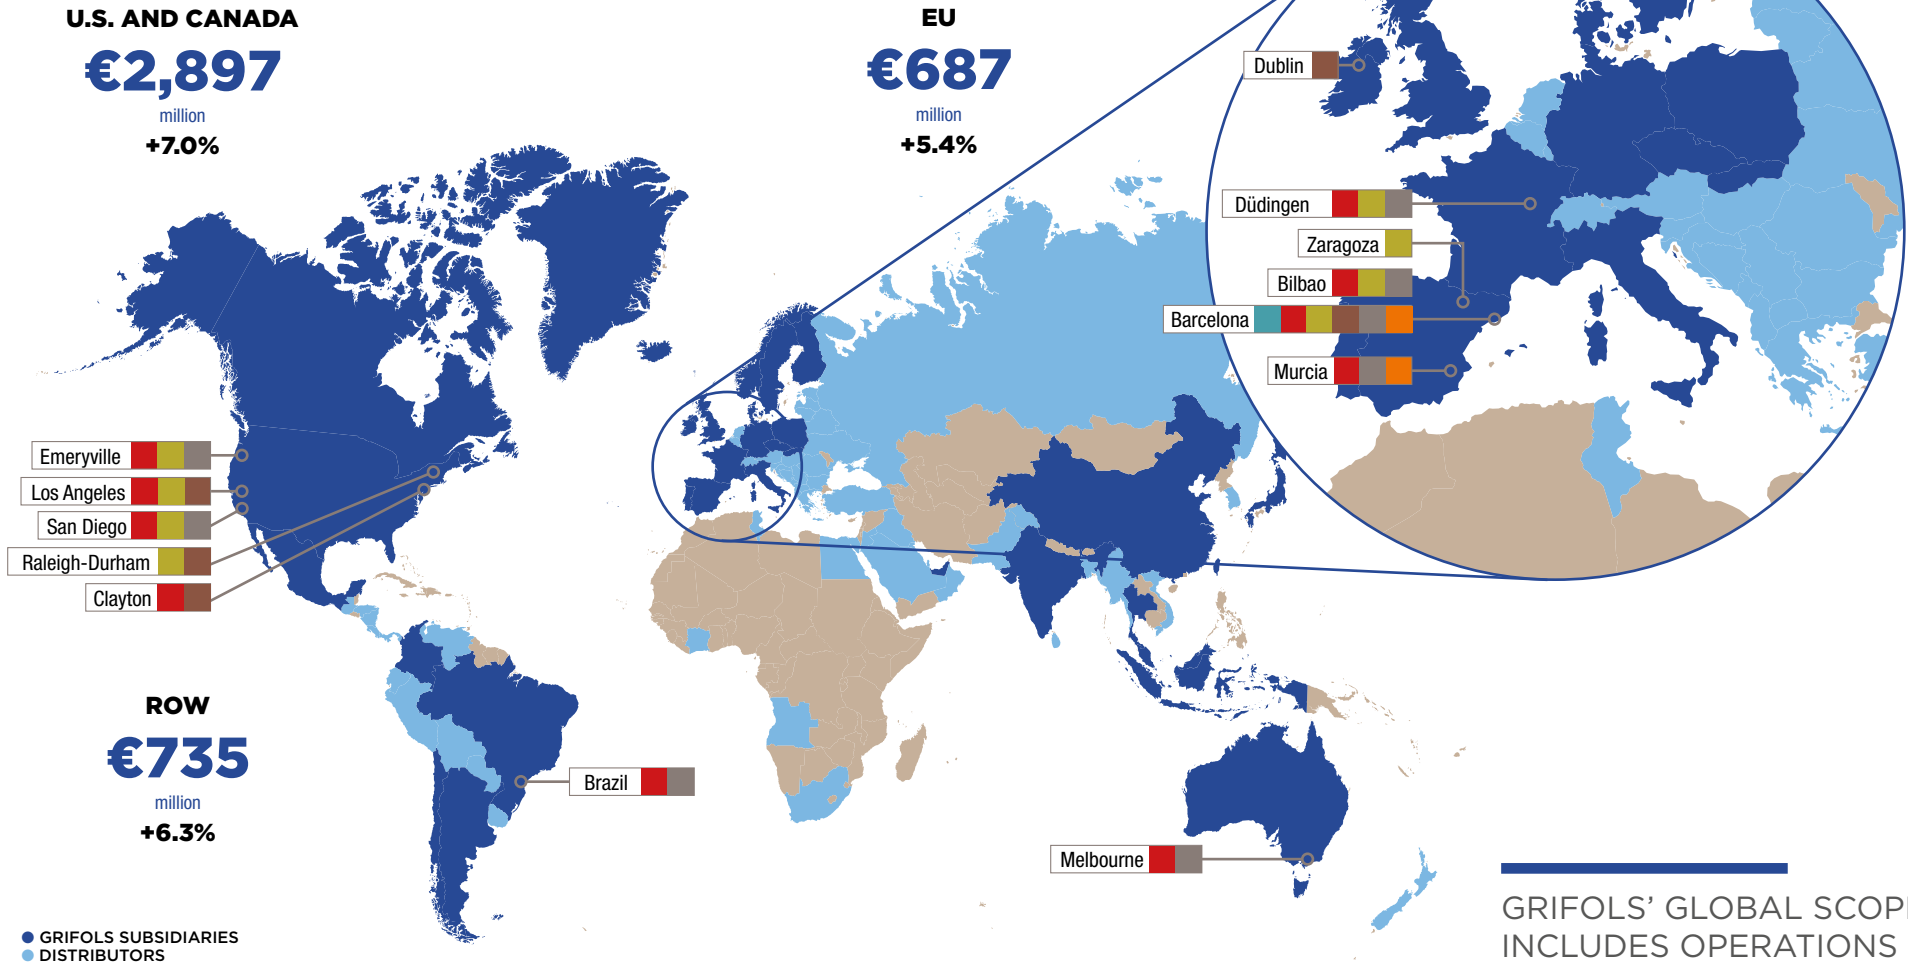 U.S. AND CANADA
€2,897
million
+7.0%
EU
€687
million
+5.4%
Dublin
Düdingen
Zaragoza
Bilbao
Barcelona
Murcia
Emeryville
Los Angeles
San Diego
Raleigh-Durham
Clayton
ROW
€735
million
+6.3%
Brazil
Melbourne
GRIFOLS SUBSIDIARIES
DISTRIBUTORS
GRIFOLS’ GLOBAL SCOP
INCLUDES OPERATIONS